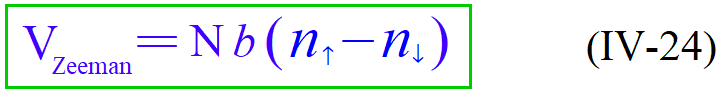 V_Zeeman = N b (n↑ − n↓) (IV-24)